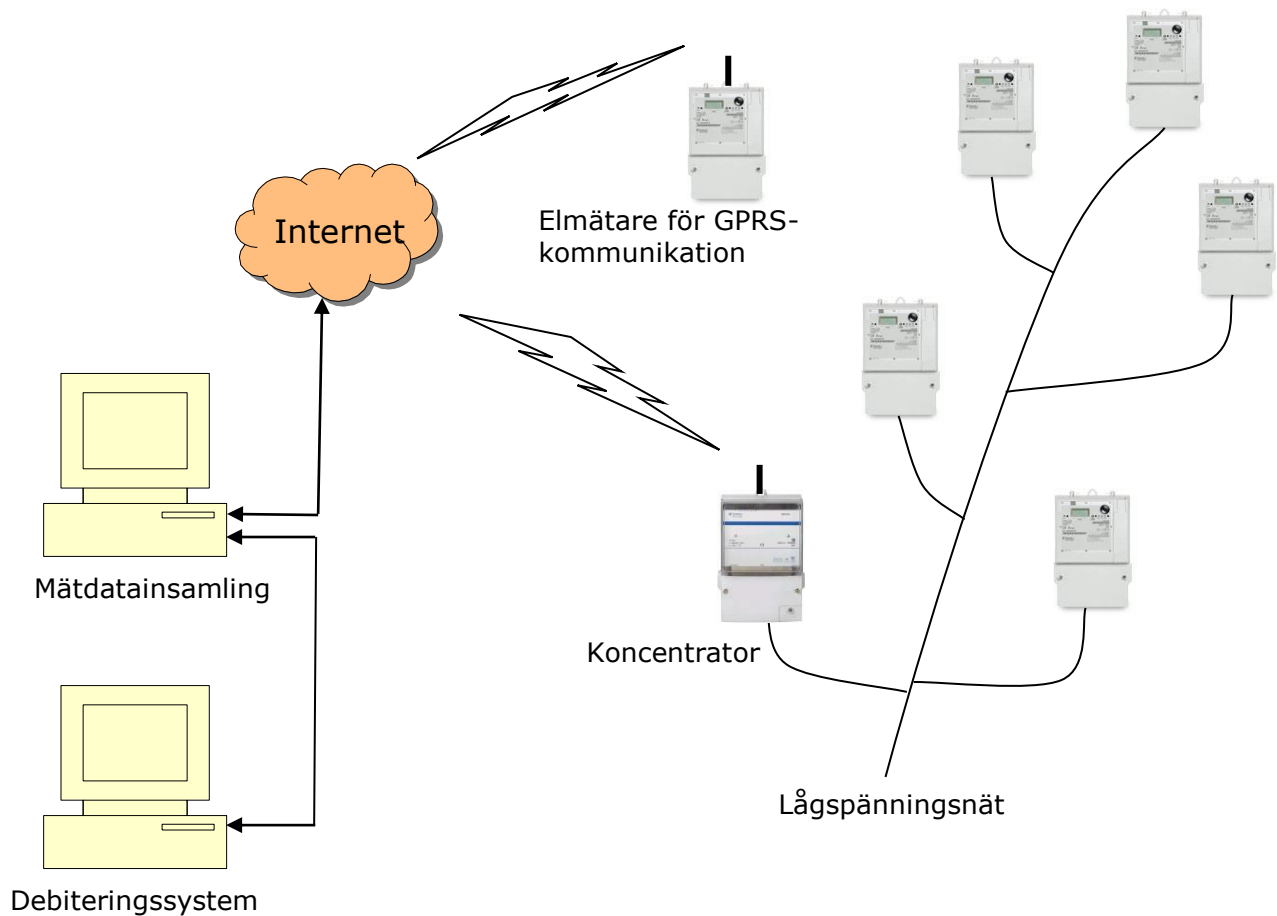 Internet
Elmätare för GPRS-
kommunikation
Mätdatainsamling
Koncentrator
Lågspänningsnät
Debiteringssystem